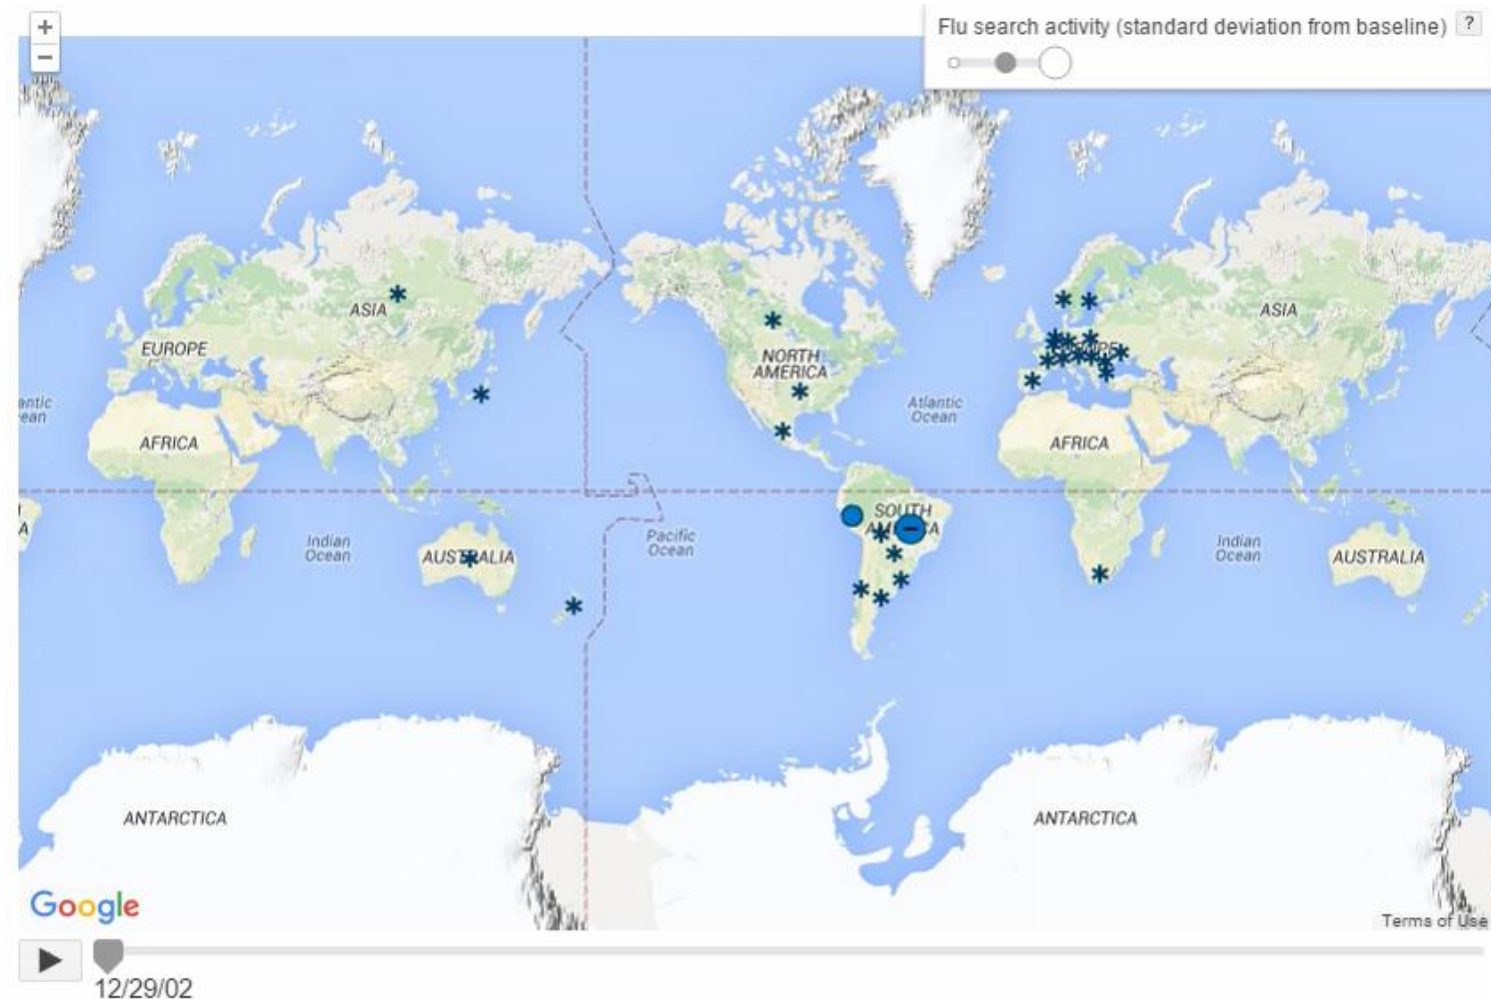 +
Flu search activity (standard deviation from baseline) ?
−
ASIA
ASIA
EUROPE
NORTH
AMERICA
Atlantic
Ocean
AFRICA
AFRICA
SOUTH
Indian
Ocean
AUSTRALIA
Pacific
Ocean
Indian
Ocean
AUSTRALIA
ANTARCTICA
ANTARCTICA
Google
Terms of Use
12/29/02